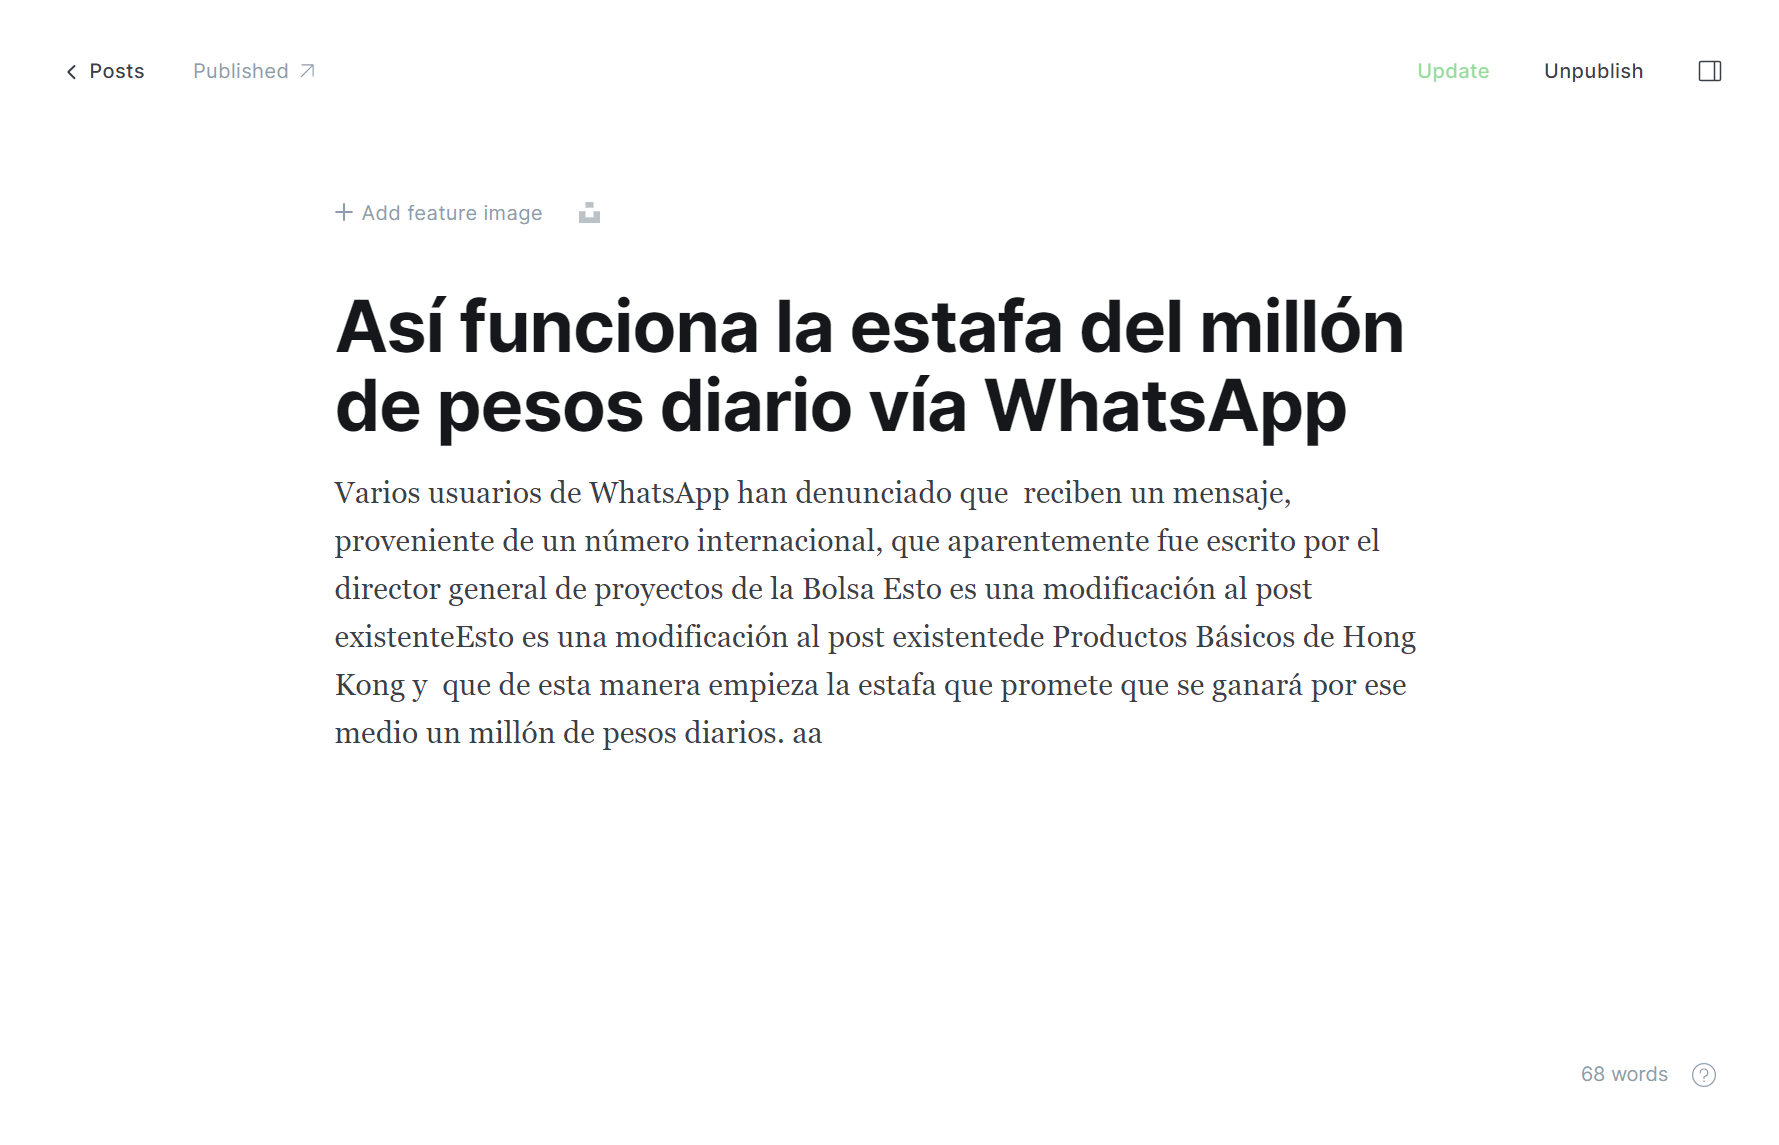 Posts
Published
Update
Unpublish
Add feature image
Así funciona la estafa del millón
de pesos diario vía WhatsApp
Varios usuarios de WhatsApp han denunciado que  reciben un mensaje,
proveniente de un número internacional, que aparentemente fue escrito por el
director general de proyectos de la Bolsa Esto es una modificación al post
existenteEsto es una modificación al post existentede Productos Básicos de Hong
Kong y  que de esta manera empieza la estafa que promete que se ganará por ese
medio un millón de pesos diarios. aa
68 words
?